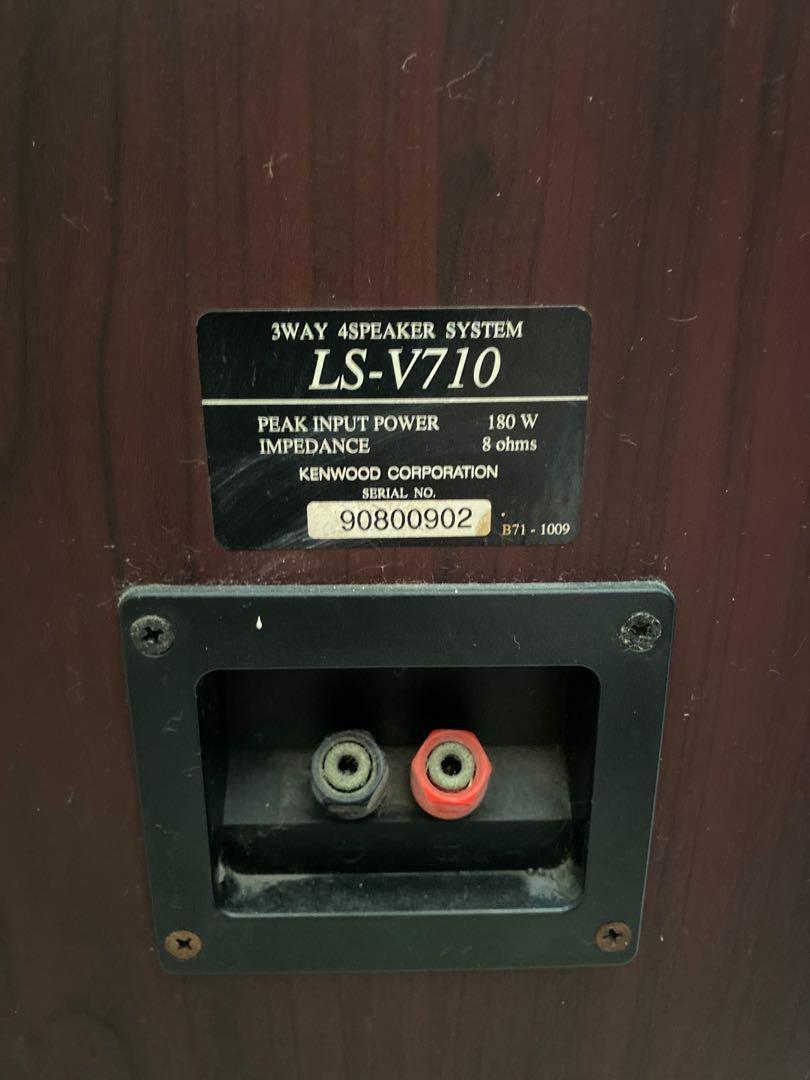 3WAY 4SPEAKER SYSTEM
LS-V710
PEAK INPUT POWER 180 W
IMPEDANCE 8 ohms
KENWOOD CORPORATION
SERIAL NO.
90800902
B71 - 1009